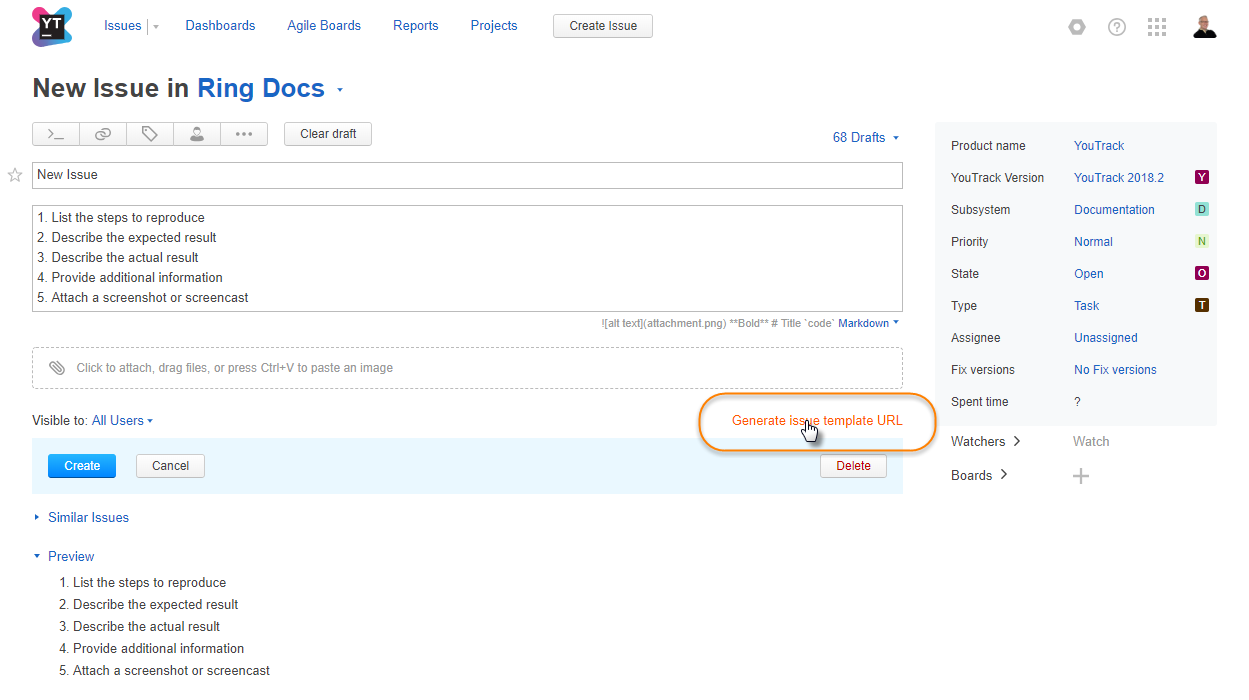 YT Issues Dashboards Agile Boards Reports Projects Create Issue
New Issue in Ring Docs
Clear draft
68 Drafts
New Issue
1. List the steps to reproduce
2. Describe the expected result
3. Describe the actual result
4. Provide additional information
5. Attach a screenshot or screencast
![alt text](attachment.png) **Bold** # Title `code` Markdown
Click to attach, drag files, or press Ctrl+V to paste an image
Visible to: All Users
Generate issue template URL
Create Cancel Delete
Similar Issues
Preview
1. List the steps to reproduce
2. Describe the expected result
3. Describe the actual result
4. Provide additional information
5. Attach a screenshot or screencast
Product name YouTrack
YouTrack Version YouTrack 2018.2 Y
Subsystem Documentation D
Priority Normal N
State Open O
Type Task T
Assignee Unassigned
Fix versions No Fix versions
Spent time ?
Watchers Watch
Boards